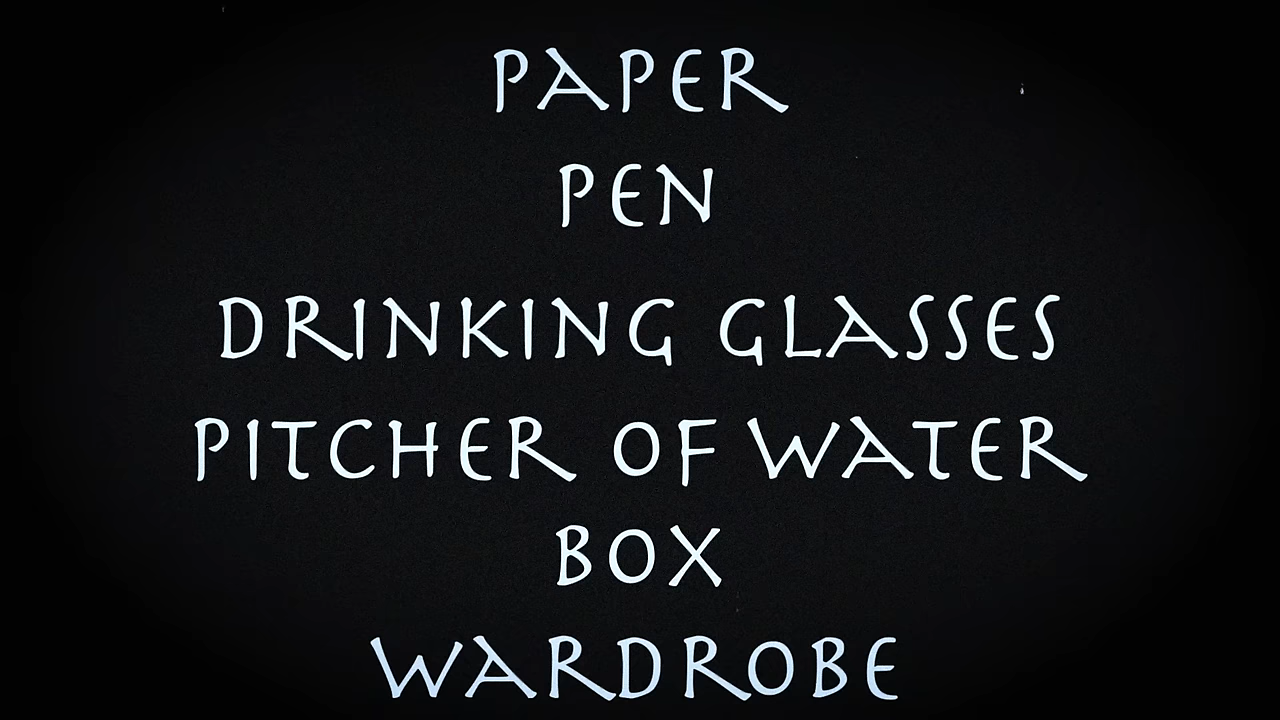 PAPER
PEN
DRINKING GLASSES
PITCHER OF WATER
BOX
WARDROBE